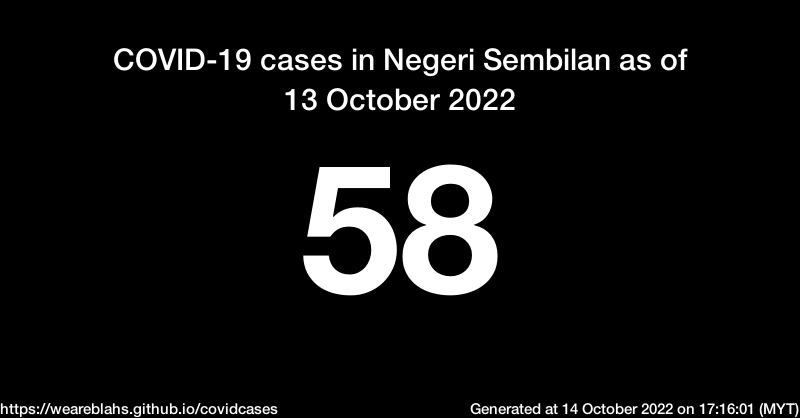 COVID-19 cases in Negeri Sembilan as of
13 October 2022
58
https://weareblahs.github.io/covidcases
Generated at 14 October 2022 on 17:16:01 (MYT)